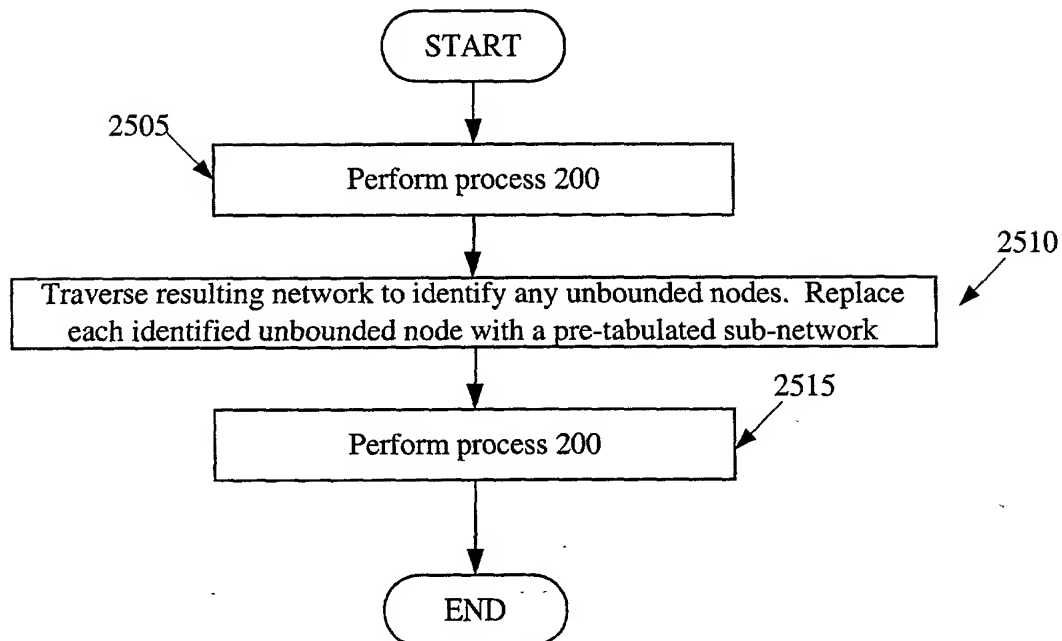 START
2505
Perform process 200
2510
Traverse resulting network to identify any unbounded nodes. Replace
each identified unbounded node with a pre-tabulated sub-network
2515
Perform process 200
END